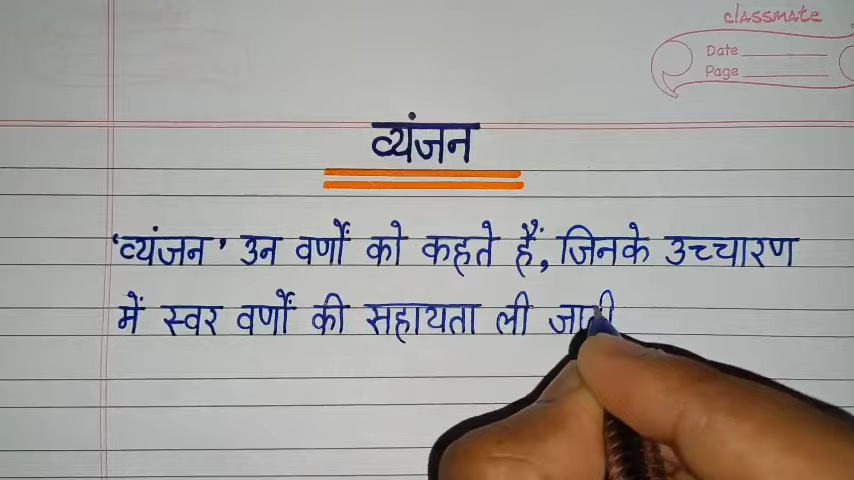 classmate
Date
Page
व्यंजन
‘व्यंजन’ उन वर्णों को कहते हैं, जिनके उच्चारण
में स्वर वर्णों की सहायता ली